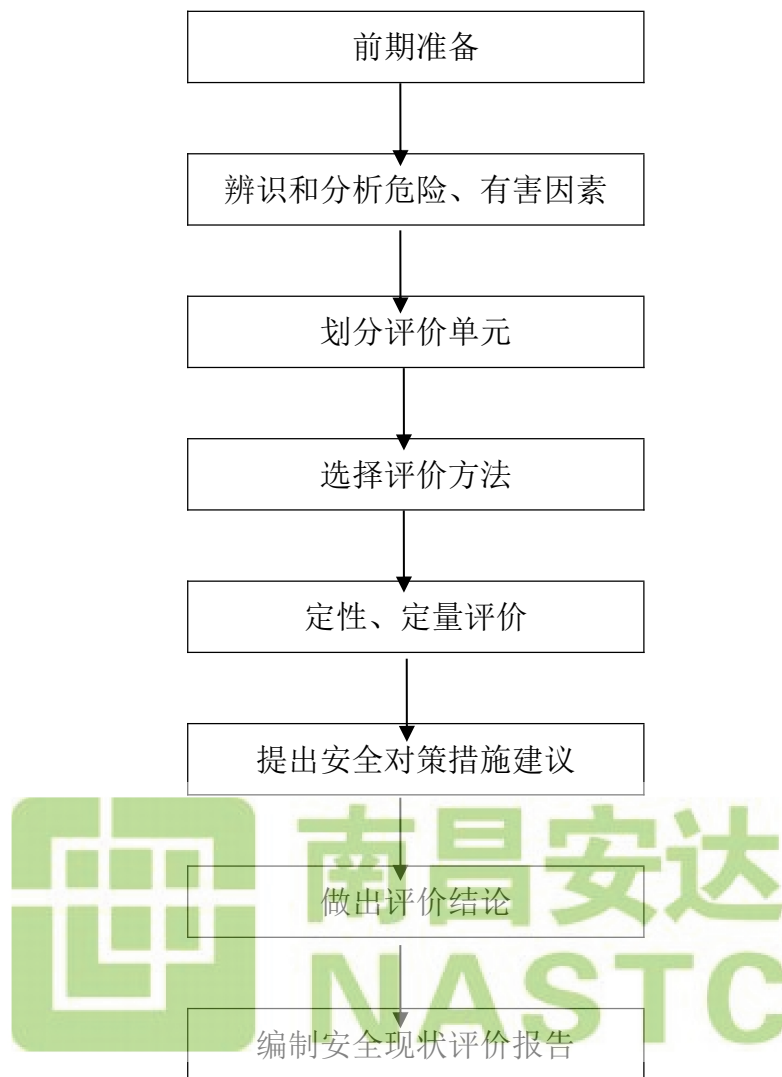 前期准备
辨识和分析危险、有害因素
划分评价单元
选择评价方法
定性、定量评价
提出安全对策措施建议
南昌安达
做出评价结论
NASTC
编制安全现状评价报告